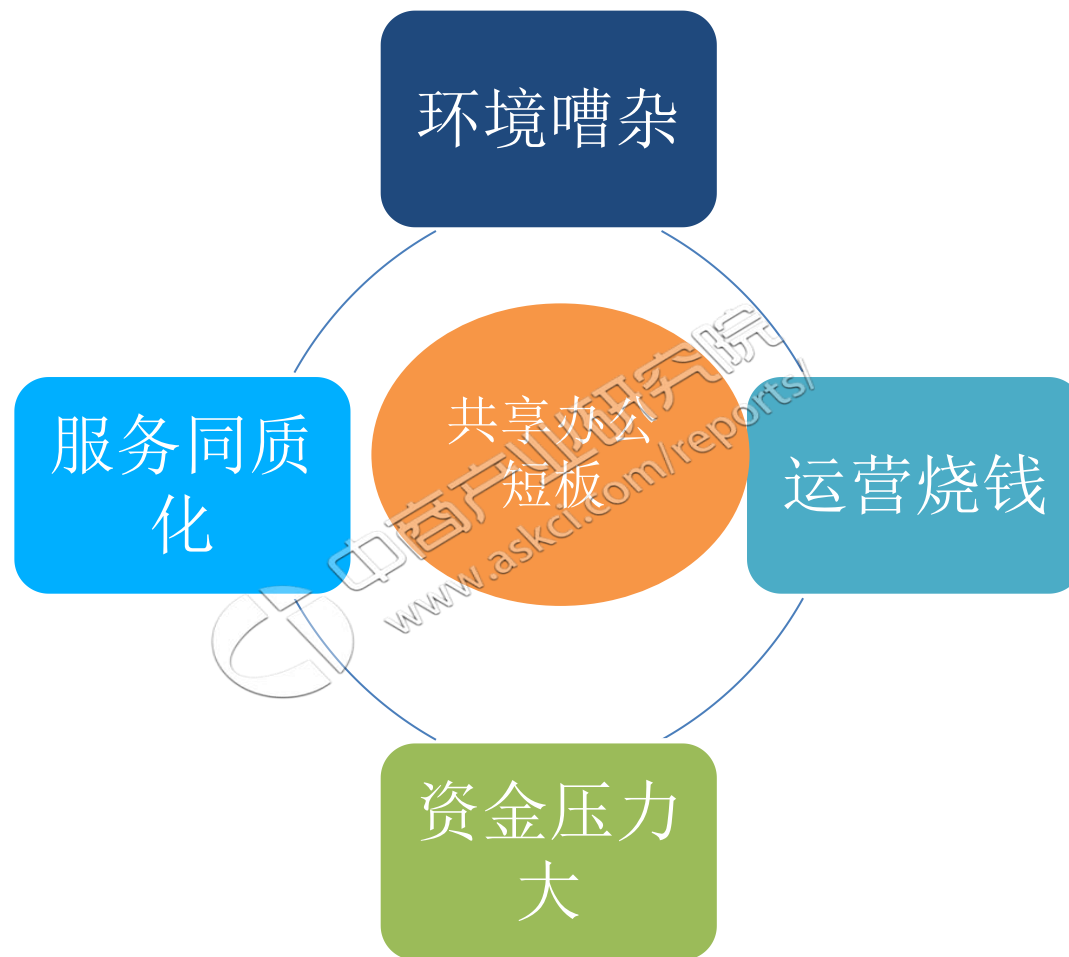 环境嘈杂
共享办公
短板
服务同质
化
运营烧钱
资金压力
大
中商产业研究院
www.askci.com/reports/